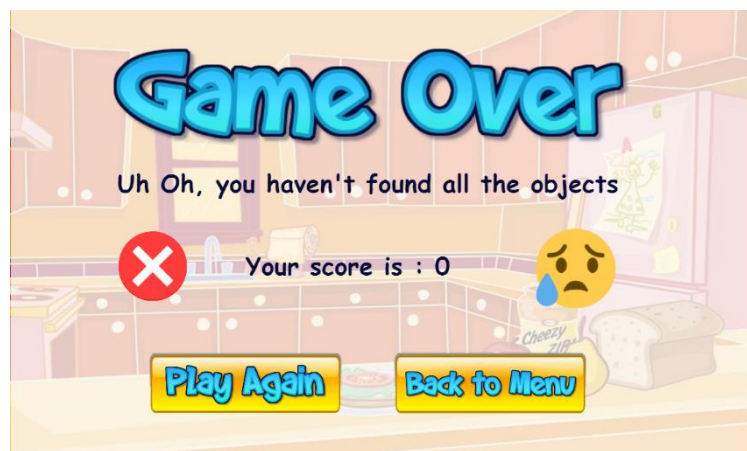 Game Over
Uh Oh, you haven't found all the objects
Your score is : 0
Play Again
Back to Menu
G
A
Cheezy